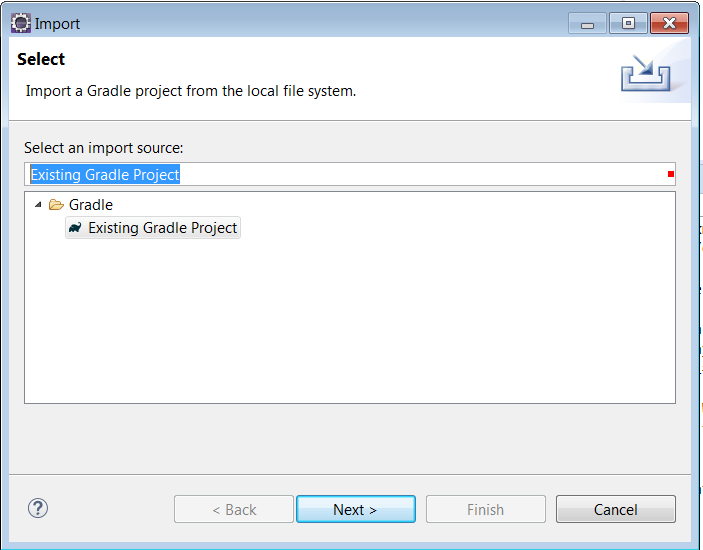 Import
Select
Import a Gradle project from the local file system.
Select an import source:
Existing Gradle Project
Gradle
Existing Gradle Project
?
< Back
Next >
Finish
Cancel